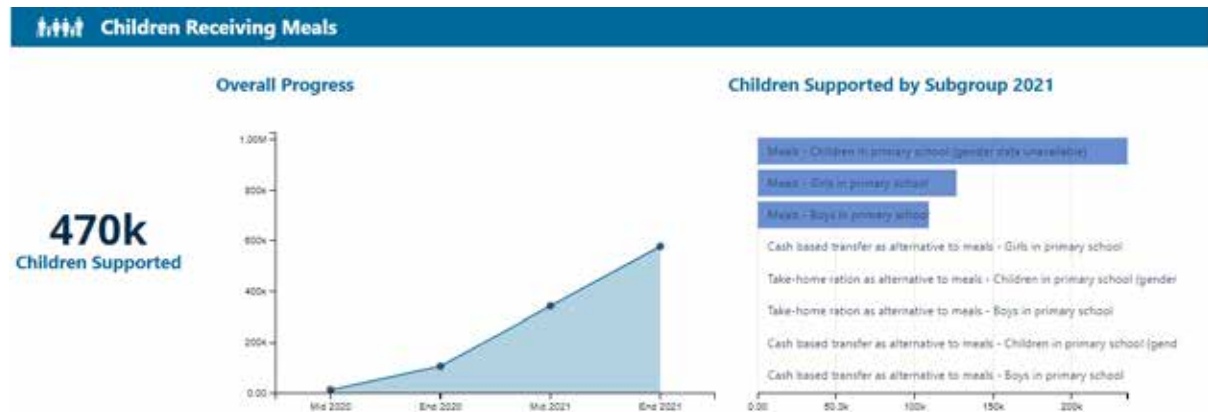 Children Receiving Meals
Overall Progress
Children Supported by Subgroup 2021
470k
Children Supported
1.00M
800k
600k
400k
200k
0.00
Mid 2020
End 2020
Mid 2021
End 2021
Meals - Children in primary school (gender data unavailable)
Meals - Girls in primary school
Meals - Boys in primary school
Cash based transfer as alternative to meals - Girls in primary school
Take-home ration as alternative to meals - Children in primary school (gender
Take-home ration as alternative to meals - Boys in primary school
Cash based transfer as alternative to meals - Children in primary school (gend
Cash based transfer as alternative to meals - Boys in primary school
0.00
50.0k
100k
150k
200k